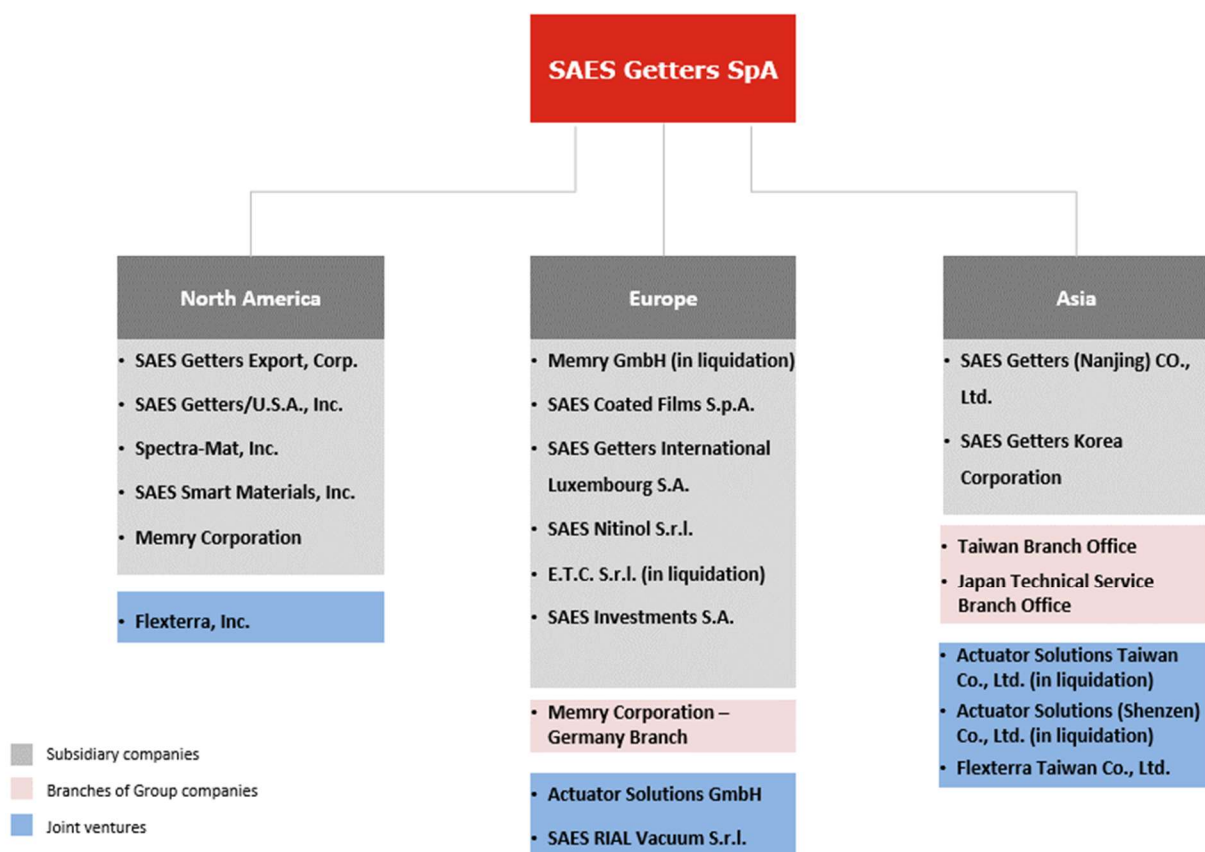 SAES Getters SpA
North America
• SAES Getters Export, Corp.
• SAES Getters/U.S.A., Inc.
• Spectra-Mat, Inc.
• SAES Smart Materials, Inc.
• Memry Corporation
• Flexterra, Inc.
Europe
• Memry GmbH (in liquidation)
• SAES Coated Films S.p.A.
• SAES Getters International
Luxembourg S.A.
• SAES Nitinol S.r.l.
• E.T.C. S.r.l. (in liquidation)
• SAES Investments S.A.
• Memry Corporation –
Germany Branch
• Actuator Solutions GmbH
• SAES RIAL Vacuum S.r.l.
Asia
• SAES Getters (Nanjing) CO.,
Ltd.
• SAES Getters Korea
Corporation
• Taiwan Branch Office
• Japan Technical Service
Branch Office
• Actuator Solutions Taiwan
Co., Ltd. (in liquidation)
• Actuator Solutions (Shenzen)
Co., Ltd. (in liquidation)
• Flexterra Taiwan Co., Ltd.
Subsidiary companies
Branches of Group companies
Joint ventures